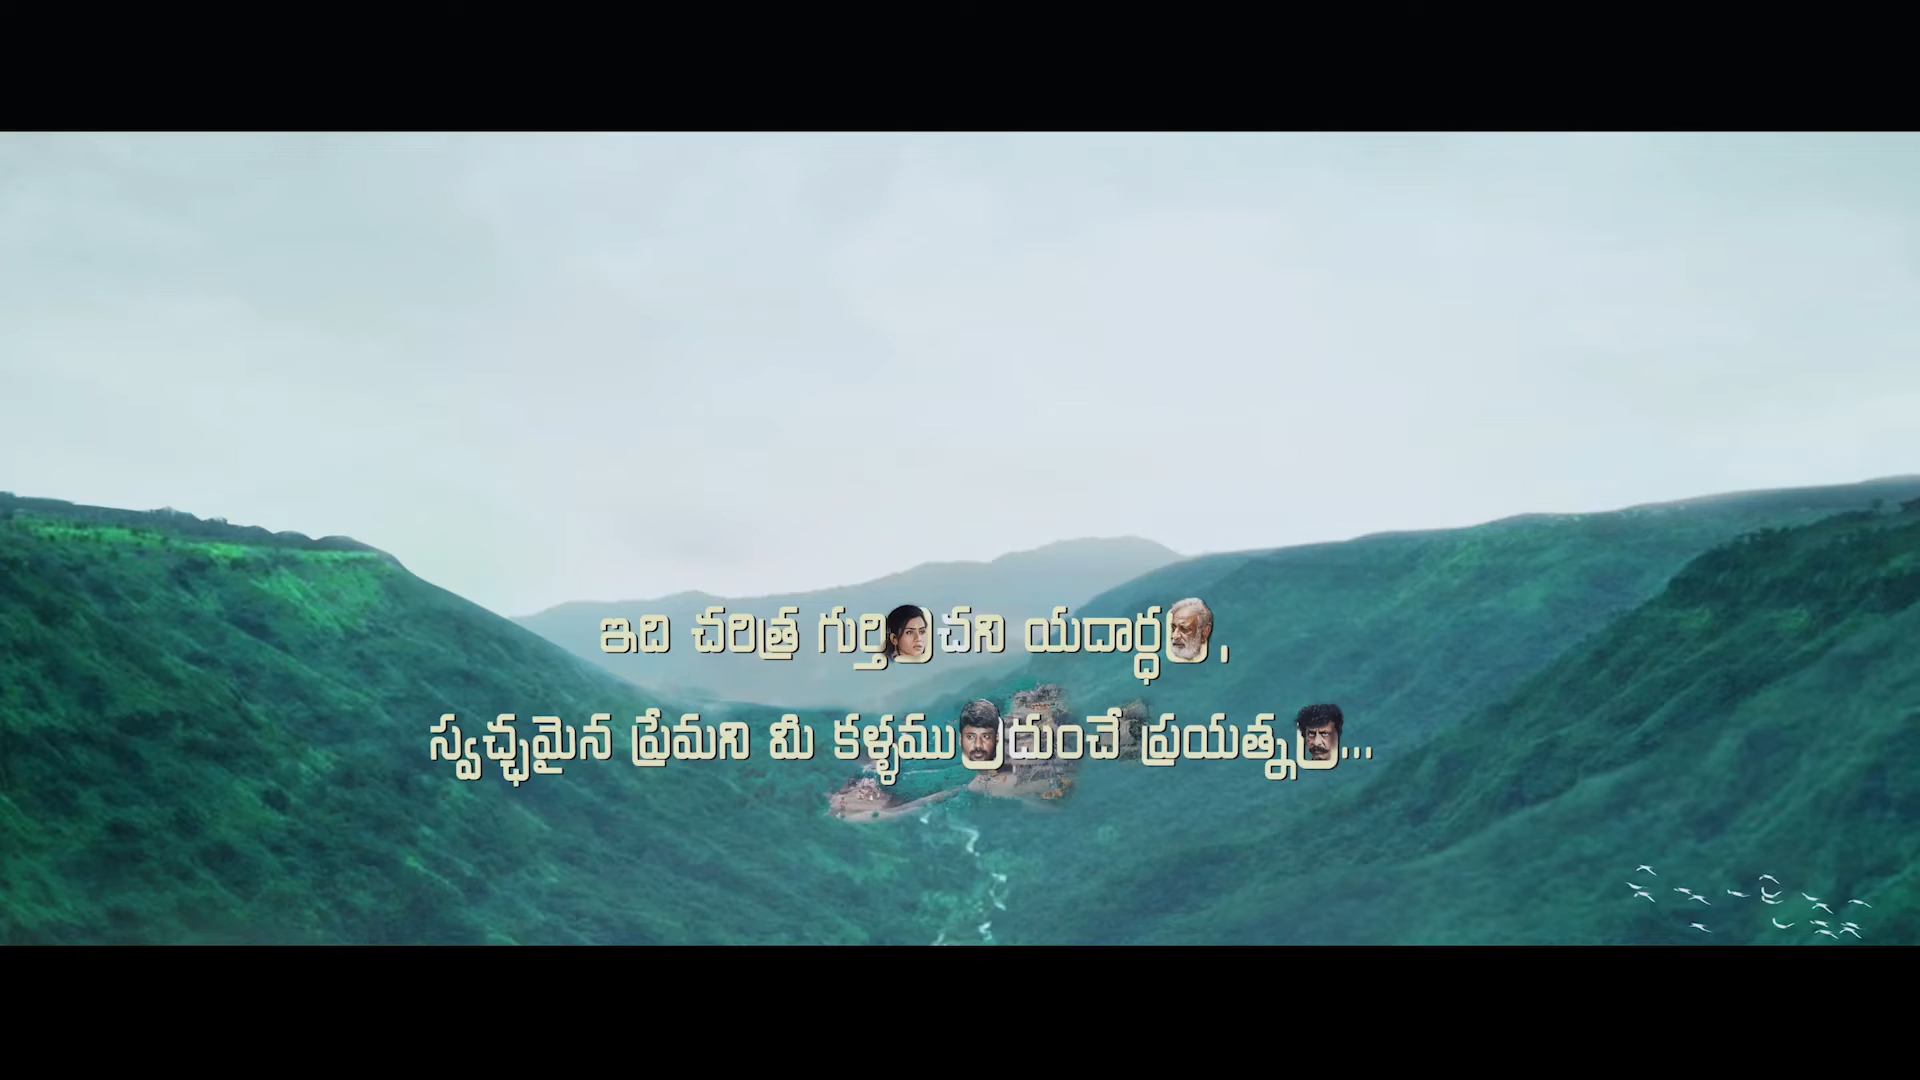 ఇది చరిత్ర గుర్తించని యదార్ధం,
స్వచ్ఛమైన ప్రేమని మీ కళ్ళముందుంచే ప్రయత్నం...